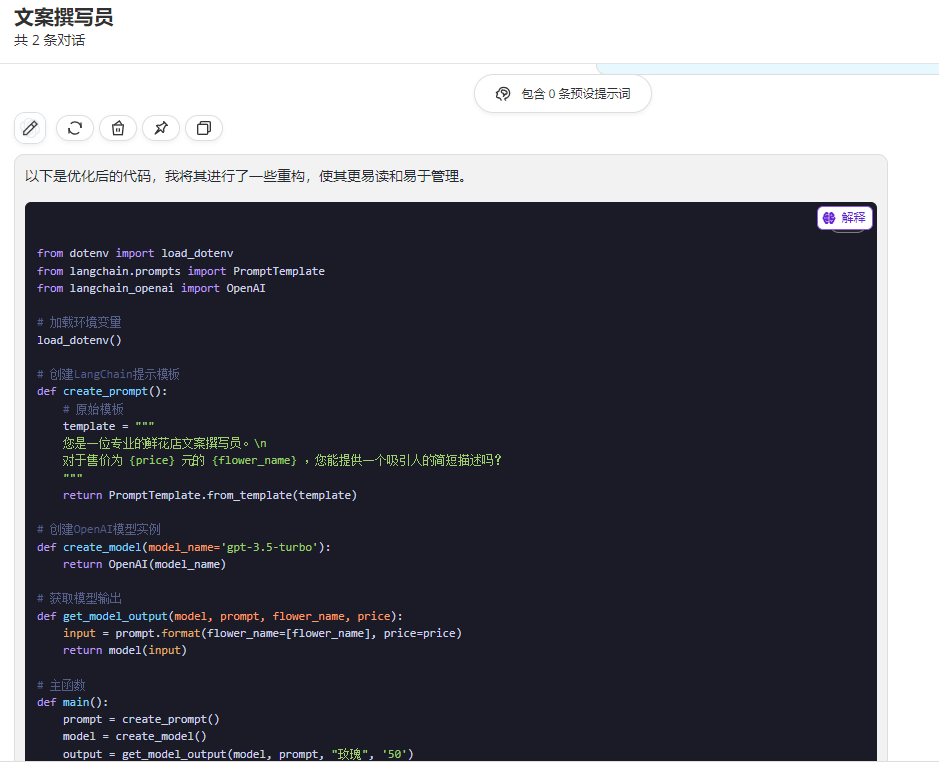 文案撰写员
共 2 条对话
包含 0 条预设提示词
以下是优化后的代码，我将其进行了一些重构，使其更易读和易于管理。
解释
from dotenv import load_dotenv
from langchain.prompts import PromptTemplate
from langchain_openai import OpenAI
# 加载环境变量
load_dotenv()
# 创建LangChain提示模板
def create_prompt():
    # 原始模板
    template = """
    您是一位专业的鲜花店文案撰写员。\n
    对于售价为 {price} 元的 {flower_name} ，您能提供一个吸引人的简短描述吗？
    """
    return PromptTemplate.from_template(template)
# 创建OpenAI模型实例
def create_model(model_name='gpt-3.5-turbo'):
    return OpenAI(model_name)
# 获取模型输出
def get_model_output(model, prompt, flower_name, price):
    input = prompt.format(flower_name=[flower_name], price=price)
    return model(input)
# 主函数
def main():
    prompt = create_prompt()
    model = create_model()
    output = get_model_output(model, prompt, "玫瑰", '50')